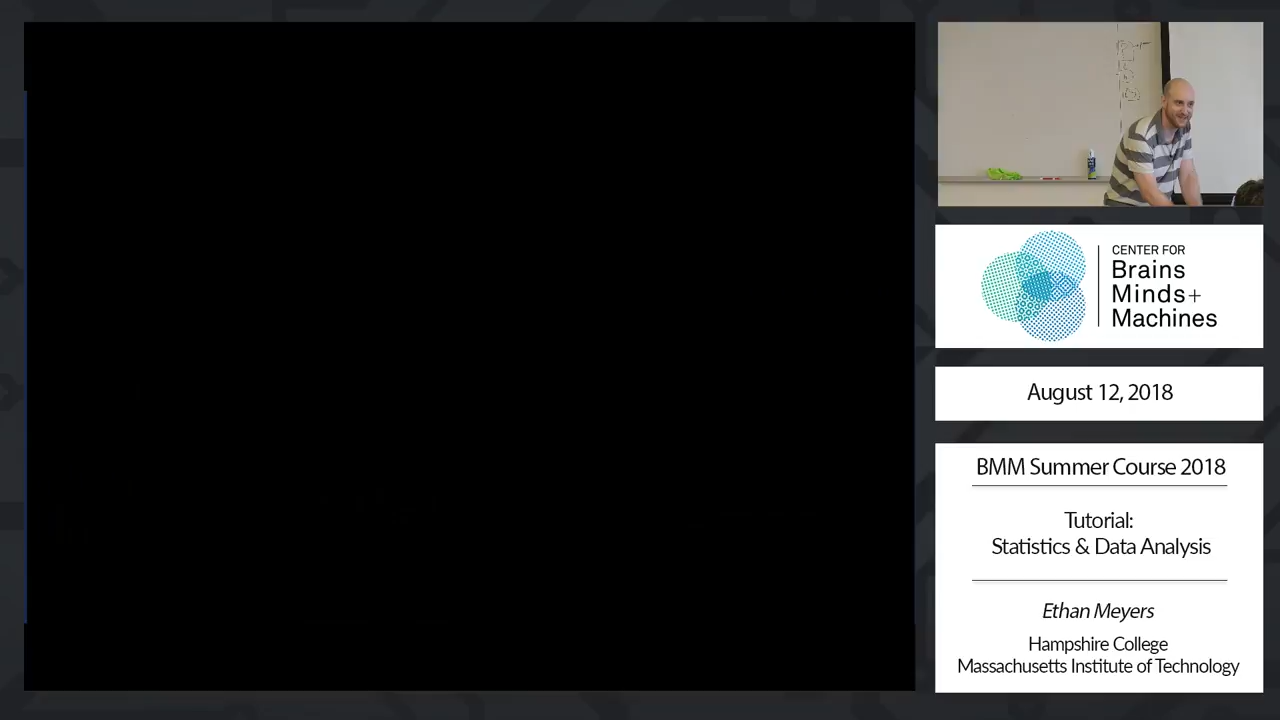 CENTER FOR
Brains
Minds+
Machines
August 12, 2018
BMM Summer Course 2018
Tutorial:
Statistics & Data Analysis
Ethan Meyers
Hampshire College
Massachusetts Institute of Technology